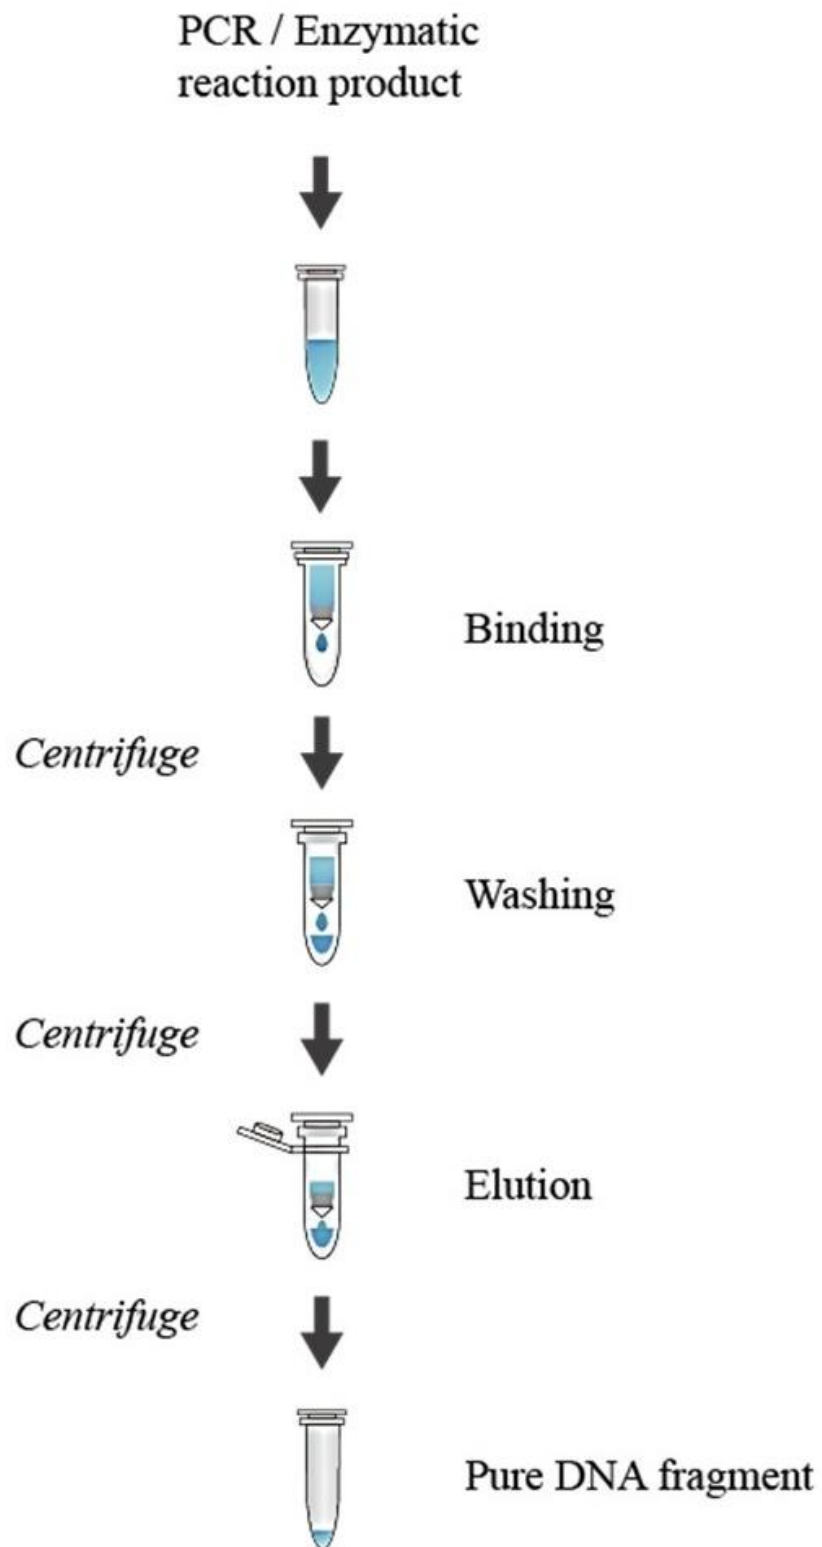 PCR / Enzymatic
reaction product
Binding
Centrifuge
Washing
Centrifuge
Elution
Centrifuge
Pure DNA fragment